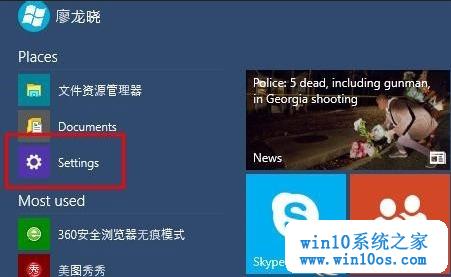 廖龙晓
Places
文件资源管理器
Documents
Settings
Most used
360安全浏览器无痕模式
美图秀秀
Police: 5 dead, including gunman,
in Georgia shooting
News
Skype
win10系统之家
www.win10os.com